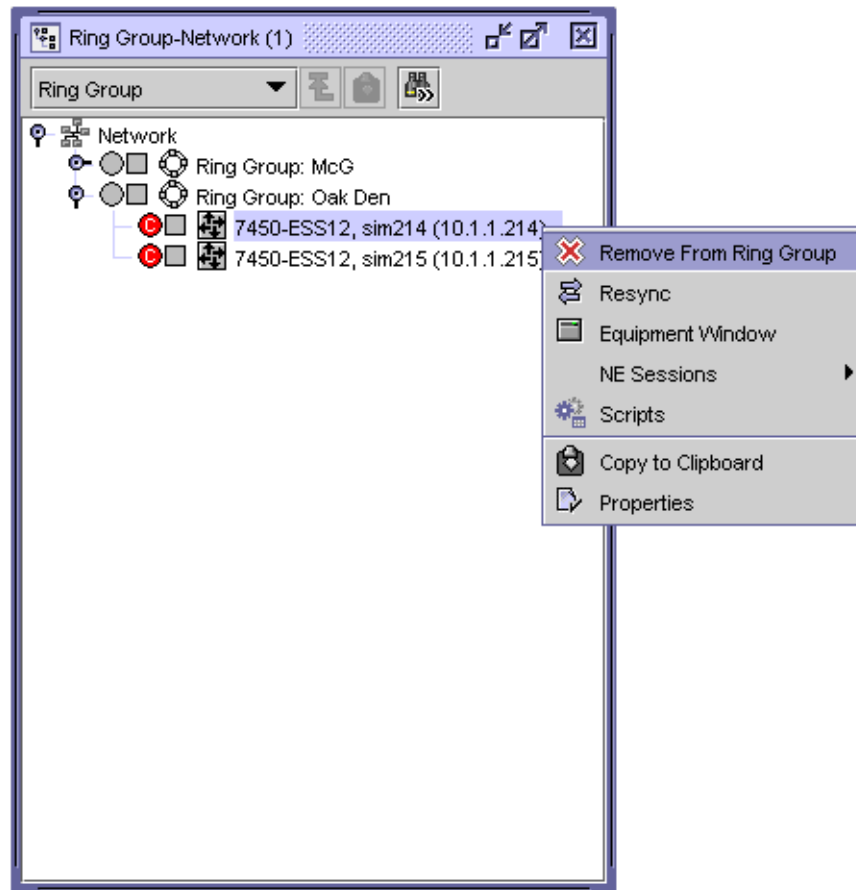 Ring Group-Network (1)
Ring Group
Network
Ring Group: McG
Ring Group: Oak Den
C 7450-ESS12, sim214 (10.1.1.214)
C 7450-ESS12, sim215 (10.1.1.215)
Remove From Ring Group
Resync
Equipment Window
NE Sessions
Scripts
Copy to Clipboard
Properties